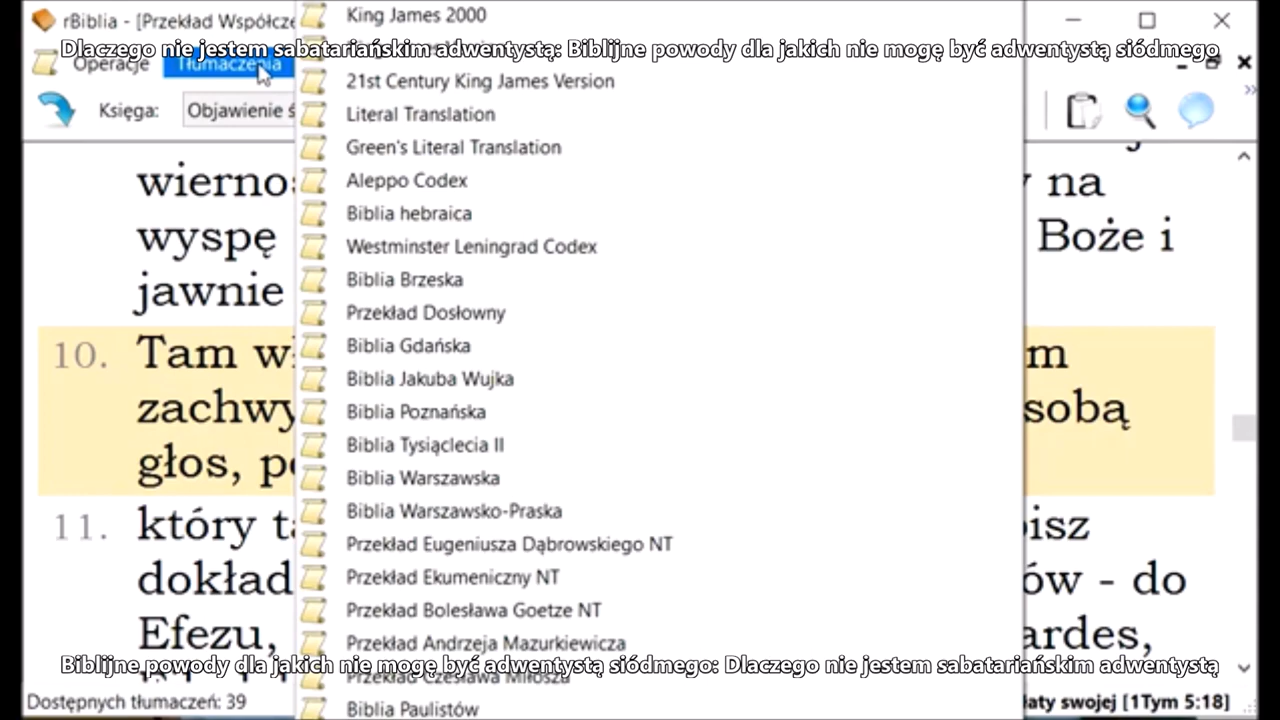 rBiblia - [Przekład Współcze
Dlaczego nie jestem sabatariańskim adwentystą: Biblijne powody dla jakich nie mogę być adwentystą siódmego
Operacje Tłumaczenia
Księga: Objawienie ś
King James 2000
21st Century King James Version
Literal Translation
Green's Literal Translation
Aleppo Codex
Biblia hebraica
Westminster Leningrad Codex
Biblia Brzeska
Przekład Dosłowny
Biblia Gdańska
Biblia Jakuba Wujka
Biblia Poznańska
Biblia Tysiąclecia II
Biblia Warszawska
Biblia Warszawsko-Praska
Przekład Eugeniusza Dąbrowskiego NT
Przekład Ekumeniczny NT
Przekład Bolesława Goetze NT
Przekład Andrzeja Mazurkiewicza
Przekład Czesława Miłosza
Biblia Paulistów
wierno na
wyspę Boże i
jawnie
10. Tam w m
zachwy sobą
głos, p
11. który t isz
dokład ów - do
Efezu, ardes,
Biblijne powody dla jakich nie mogę być adwentystą siódmego: Dlaczego nie jestem sabatariańskim adwentystą
Dostępnych tłumaczeń: 39
łaty swojej [1Tym 5:18]